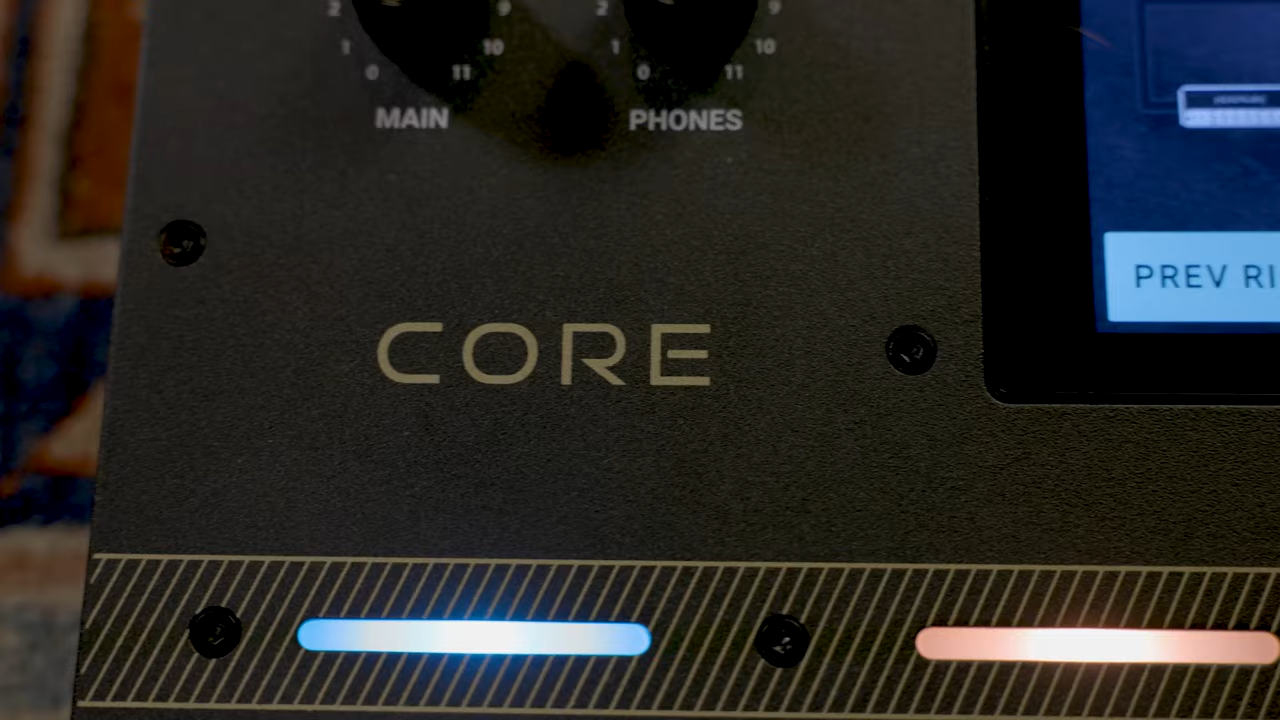 2 9 2 9
1 10 1 10
0 11 0 11
MAIN PHONES
PREV RI
CORE